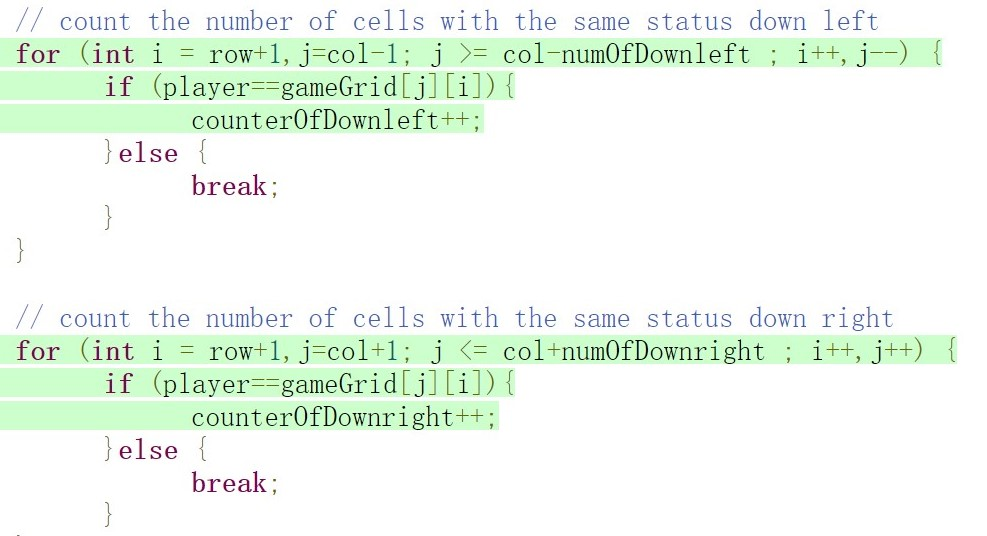 // count the number of cells with the same status down left
for (int i = row+1,j=col-1; j >= col-numOfDownleft ; i++,j--) {
if (player==gameGrid[j][i]){
counterOfDownleft++;
}else {
break;
}
}
// count the number of cells with the same status down right
for (int i = row+1,j=col+1; j <= col+numOfDownright ; i++,j++) {
if (player==gameGrid[j][i]){
counterOfDownright++;
}else {
break;
}